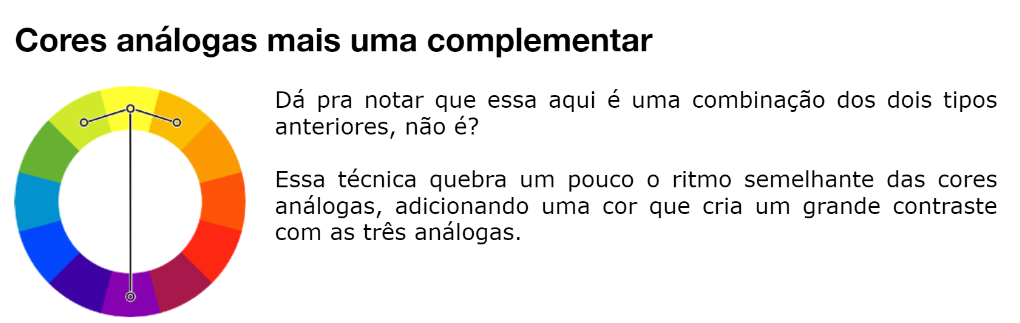 Cores análogas mais uma complementar
Dá pra notar que essa aqui é uma combinação dos dois tipos
anteriores, não é?
Essa técnica quebra um pouco o ritmo semelhante das cores
análogas, adicionando uma cor que cria um grande contraste
com as três análogas.